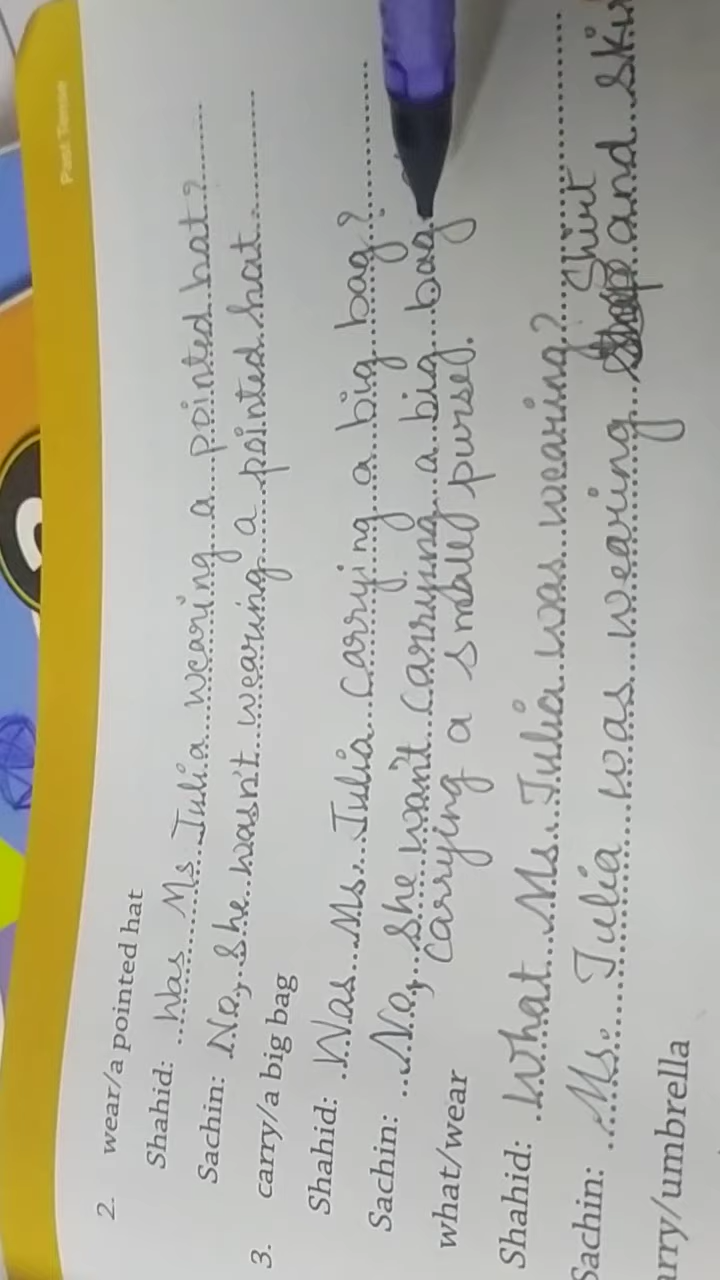 Past Tense
2. wear/a pointed hat
Shahid: Was Ms. Julia wearing a pointed hat?
Sachin: No, She wasn't wearing a pointed hat.
3. carry/a big bag
Shahid: Was Ms. Julia carrying a big bag?
Sachin: No, She wan't carrying a big bag
carrying a small purse.
what/wear
Shahid: What Ms. Julia was wearing?
Shirt
Sachin: Ms. Julia was wearing and
arry/umbrella